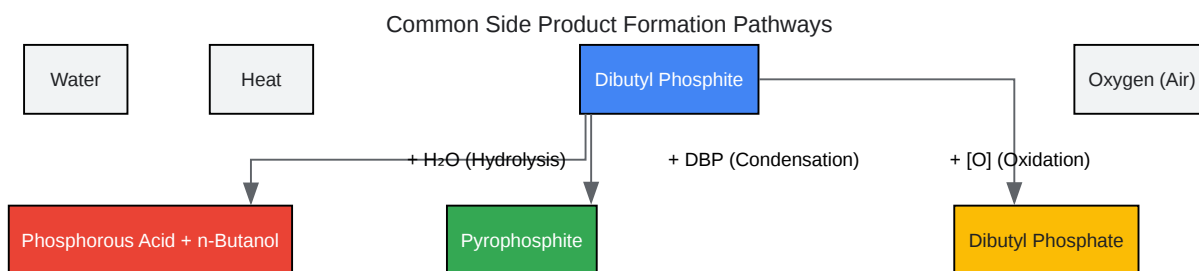 Common Side Product Formation Pathways
Water
Heat
Dibutyl Phosphite
Oxygen (Air)
+ H₂O (Hydrolysis)
+ DBP (Condensation)
+ [O] (Oxidation)
Phosphorous Acid + n-Butanol
Pyrophosphite
Dibutyl Phosphate